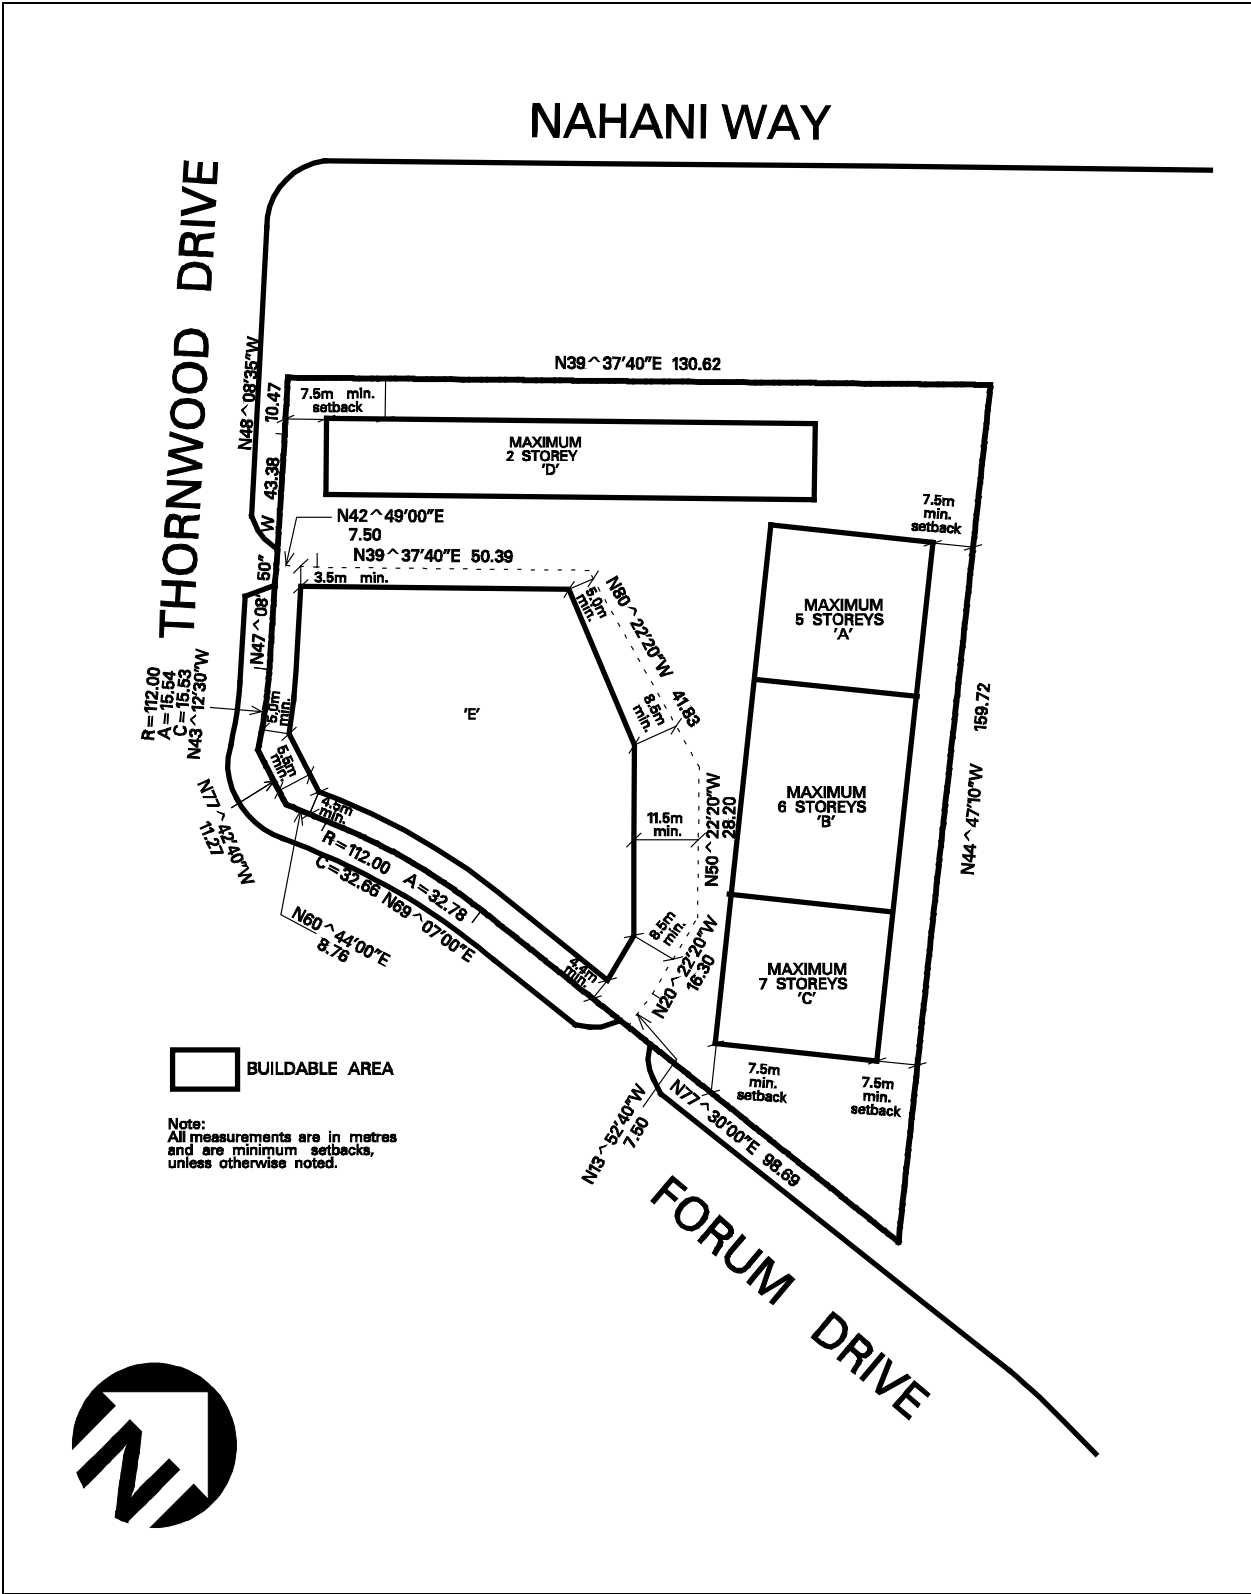 NAHANI WAY
THORNWOOD DRIVE
N48^08'35"W
10.47
N39^37'40"E 130.62
7.5m min.
setback
MAXIMUM
2 STOREY
'D'
43.38
N47^08'50" W
N42^49'00"E
7.50
N39^37'40"E 50.39
3.5m min.
5.0m
min.
N80^22'20"W 41.83
7.5m
min.
setback
MAXIMUM
5 STOREYS
'A'
R=112.00
A=15.54
C=15.53
N43^12'30"W
5.0m
min.
'E'
8.5m
min.
159.72
N44^47'10"W
5.5m
min.
N77^42'40"W
11.27
4.5m
min.
11.5m
min.
N50^22'20"W
28.20
MAXIMUM
6 STOREYS
'B'
R=112.00 A=32.78
C=32.66 N69^07'00"E
N60^44'00"E
8.76
8.5m
min.
N20^22'20"W
16.30
4.4m
min.
MAXIMUM
7 STOREYS
'C'
BUILDABLE AREA
7.5m
min.
setback
7.5m
min.
setback
N77^30'00"E 98.69
N13^52'40"W
7.50
Note:
All measurements are in metres
and are minimum setbacks,
unless otherwise noted.
FORUM DRIVE
N